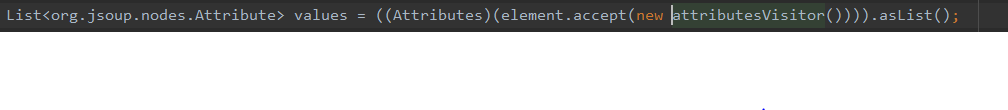 List<org.jsoup.nodes.Attribute> values = ((Attributes)(element.accept(new attributesVisitor()))).asList();